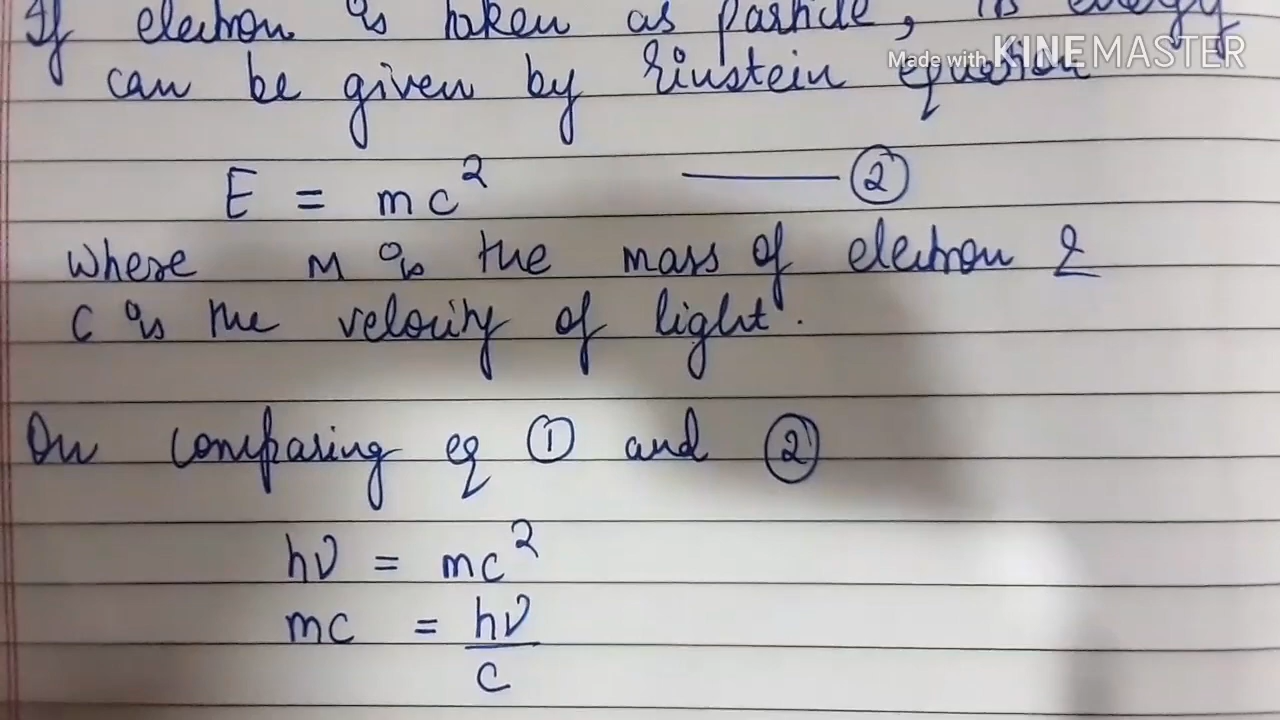 If electron is taken as particle, its energy
Made with KINEMASTER
can be given by Einstein equation
E = mc² —— ②
where M is the mass of electron &
C is the velocity of light.
On comparing eq ① and ②
hν = mc²
mc = hν
c